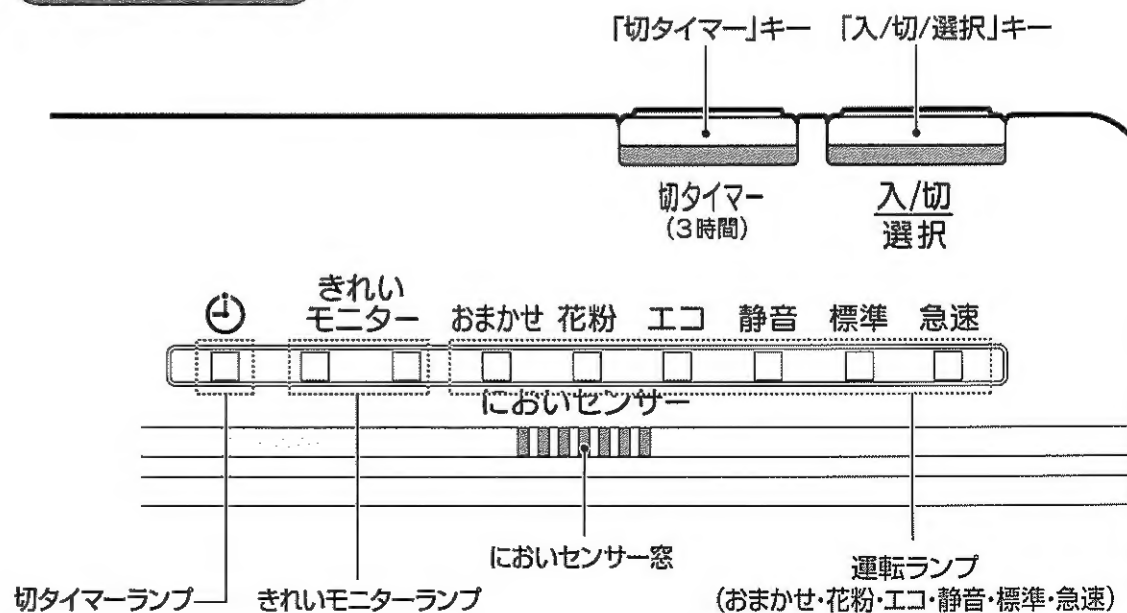 「切タイマー」キー 「入/切/選択」キー
切タイマー
(3時間)
入/切
選択
きれい
モニター
おまかせ 花粉 エコ 静音 標準 急速
においセンサー
においセンサー窓
運転ランプ
(おまかせ・花粉・エコ・静音・標準・急速)
切タイマーランプ
きれいモニターランプ